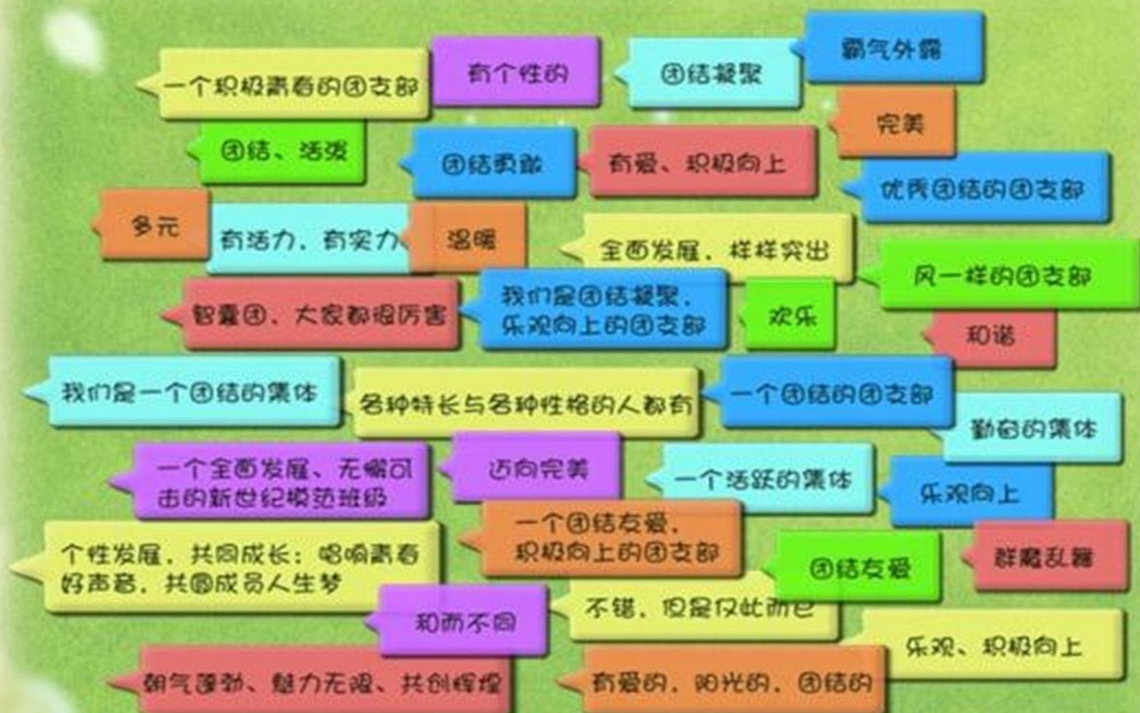 霸气外露
一个积极青春的团支部
有个性的
团结凝聚
完美
团结、活泼
团结勇敢
有爱、积极向上
优秀团结的团支部
多元
有活力，有实力
温暖
全面发展，样样突出
风一样的团支部
智囊团，大家都很厉害
我们是团结凝聚，
乐观向上的团支部
欢乐
和谐
我们是一个团结的集体
各种特长与各种性格的人都有
一个团结的团支部
勤奋的集体
一个全面发展、无懈可
击的新世纪模范班级
迈向完美
一个活跃的集体
乐观向上
个性发展，共同成长；唱响青春
好声音，共圆成员人生梦
一个团结友爱，
积极向上的团支部
团结友爱
群魔乱舞
和而不同
不错，但是仅此而已
乐观、积极向上
朝气蓬勃、魅力无限、共创辉煌
有爱的，阳光的，团结的